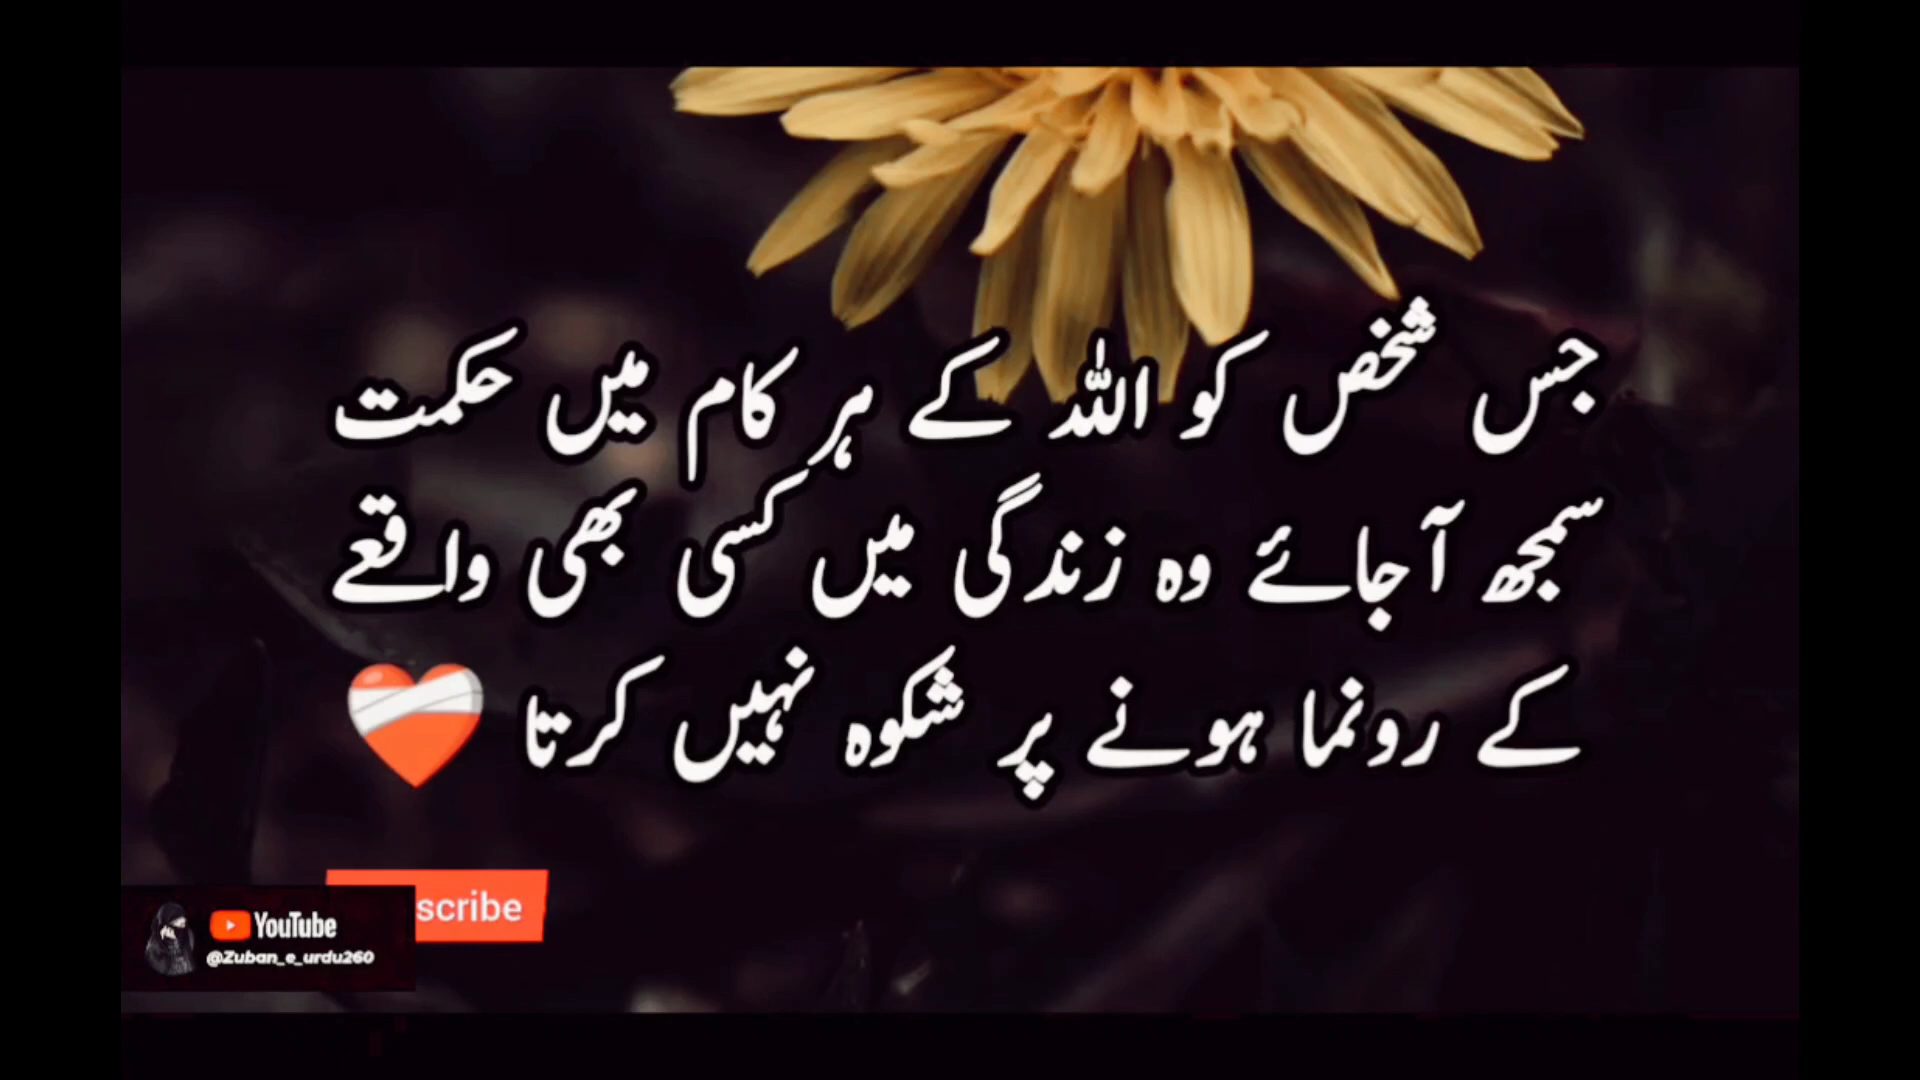 جس شخص کو اللہ کے ہر کام میں حکمت
سمجھ آ جائے وہ زندگی میں کسی بھی واقعے
کے رونما ہونے پر شکوہ نہیں کرتا ❤️‍🩹
scribe
YouTube
@Zuban_e_urdu260